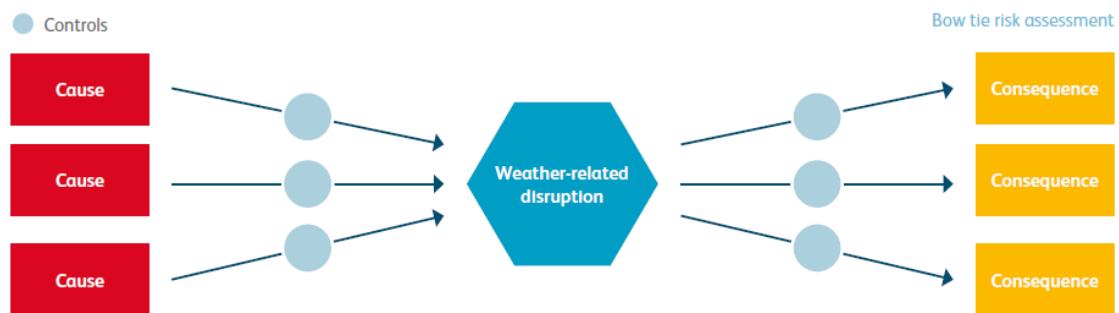 Controls
Bow tie risk assessment
Cause
Consequence
Cause
Weather-related
disruption
Consequence
Cause
Consequence